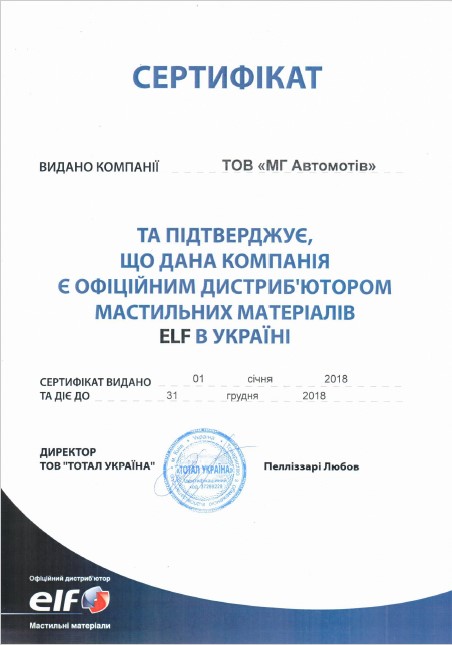 СЕРТИФІКАТ
ВИДАНО КОМПАНІЇ ТОВ «МГ Автомотів»
ТА ПІДТВЕРДЖУЄ,
ЩО ДАНА КОМПАНІЯ
Є ОФІЦІЙНИМ ДИСТРИБ'ЮТОРОМ
МАСТИЛЬНИХ МАТЕРІАЛІВ
ELF В УКРАЇНІ
СЕРТИФІКАТ ВИДАНО 01 січня 2018
ТА ДІЄ ДО 31 грудня 2018
ДИРЕКТОР
ТОВ "ТОТАЛ УКРАЇНА" Пелліззарі Любов
«ТОТАЛ УКРАЇНА»
Офіційний дистриб'ютор
elf
Мастильні матеріали